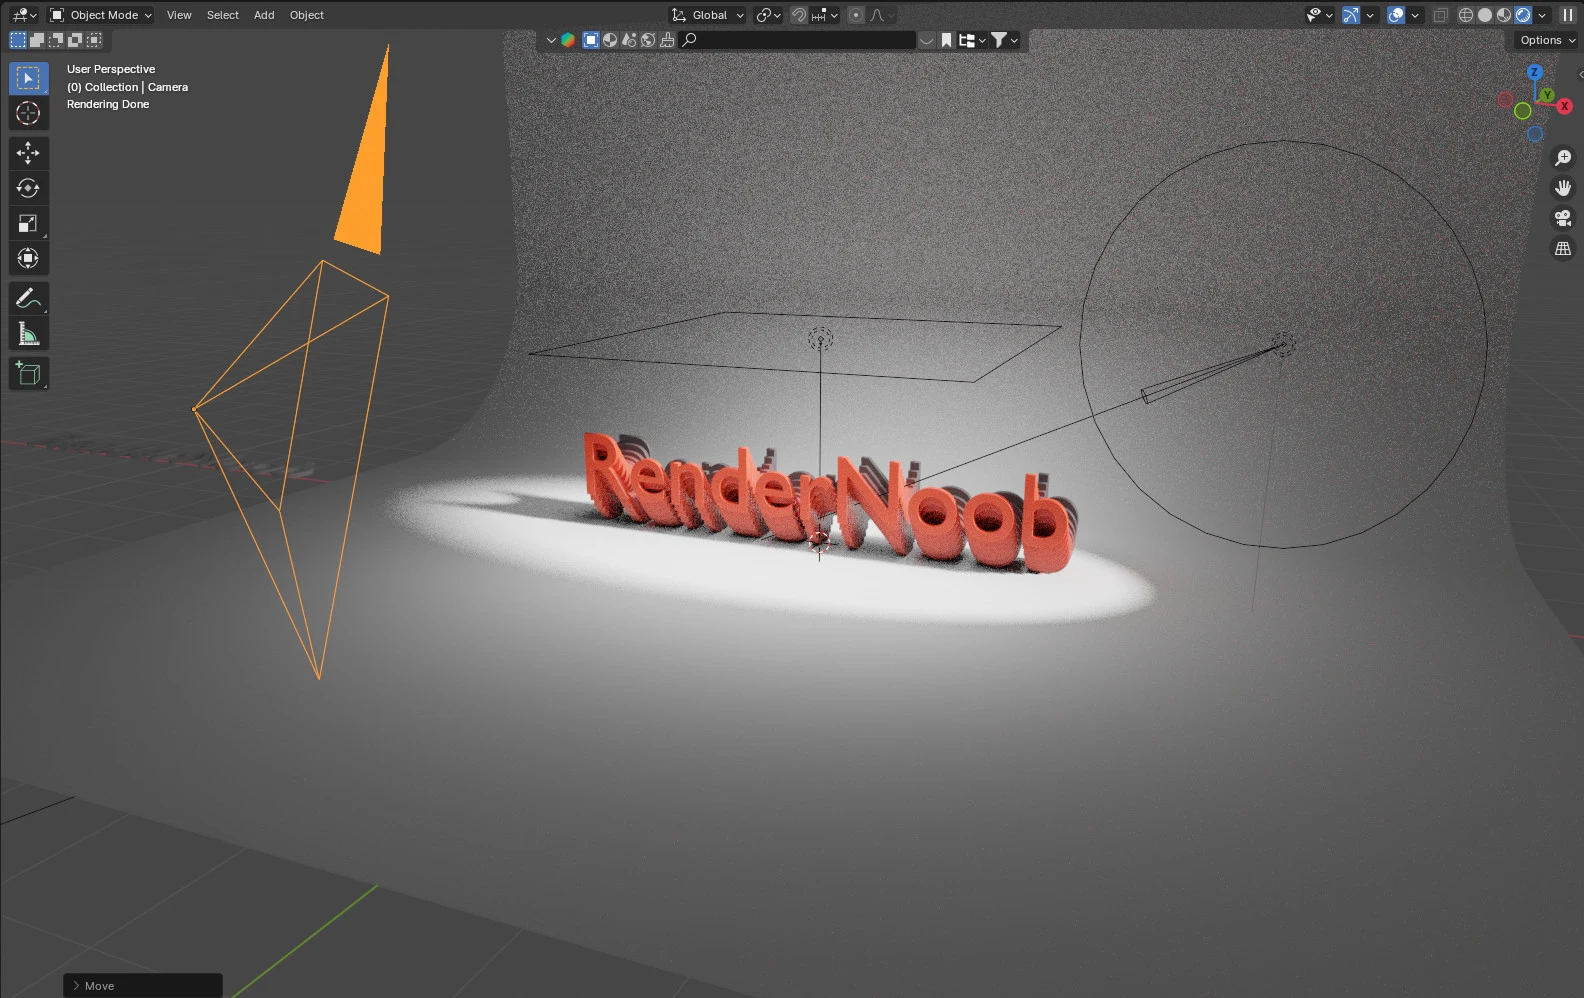 Object Mode View Select Add Object Global
Options
User Perspective
(0) Collection | Camera
Rendering Done
Z
Y
X
RenderNoob
Move